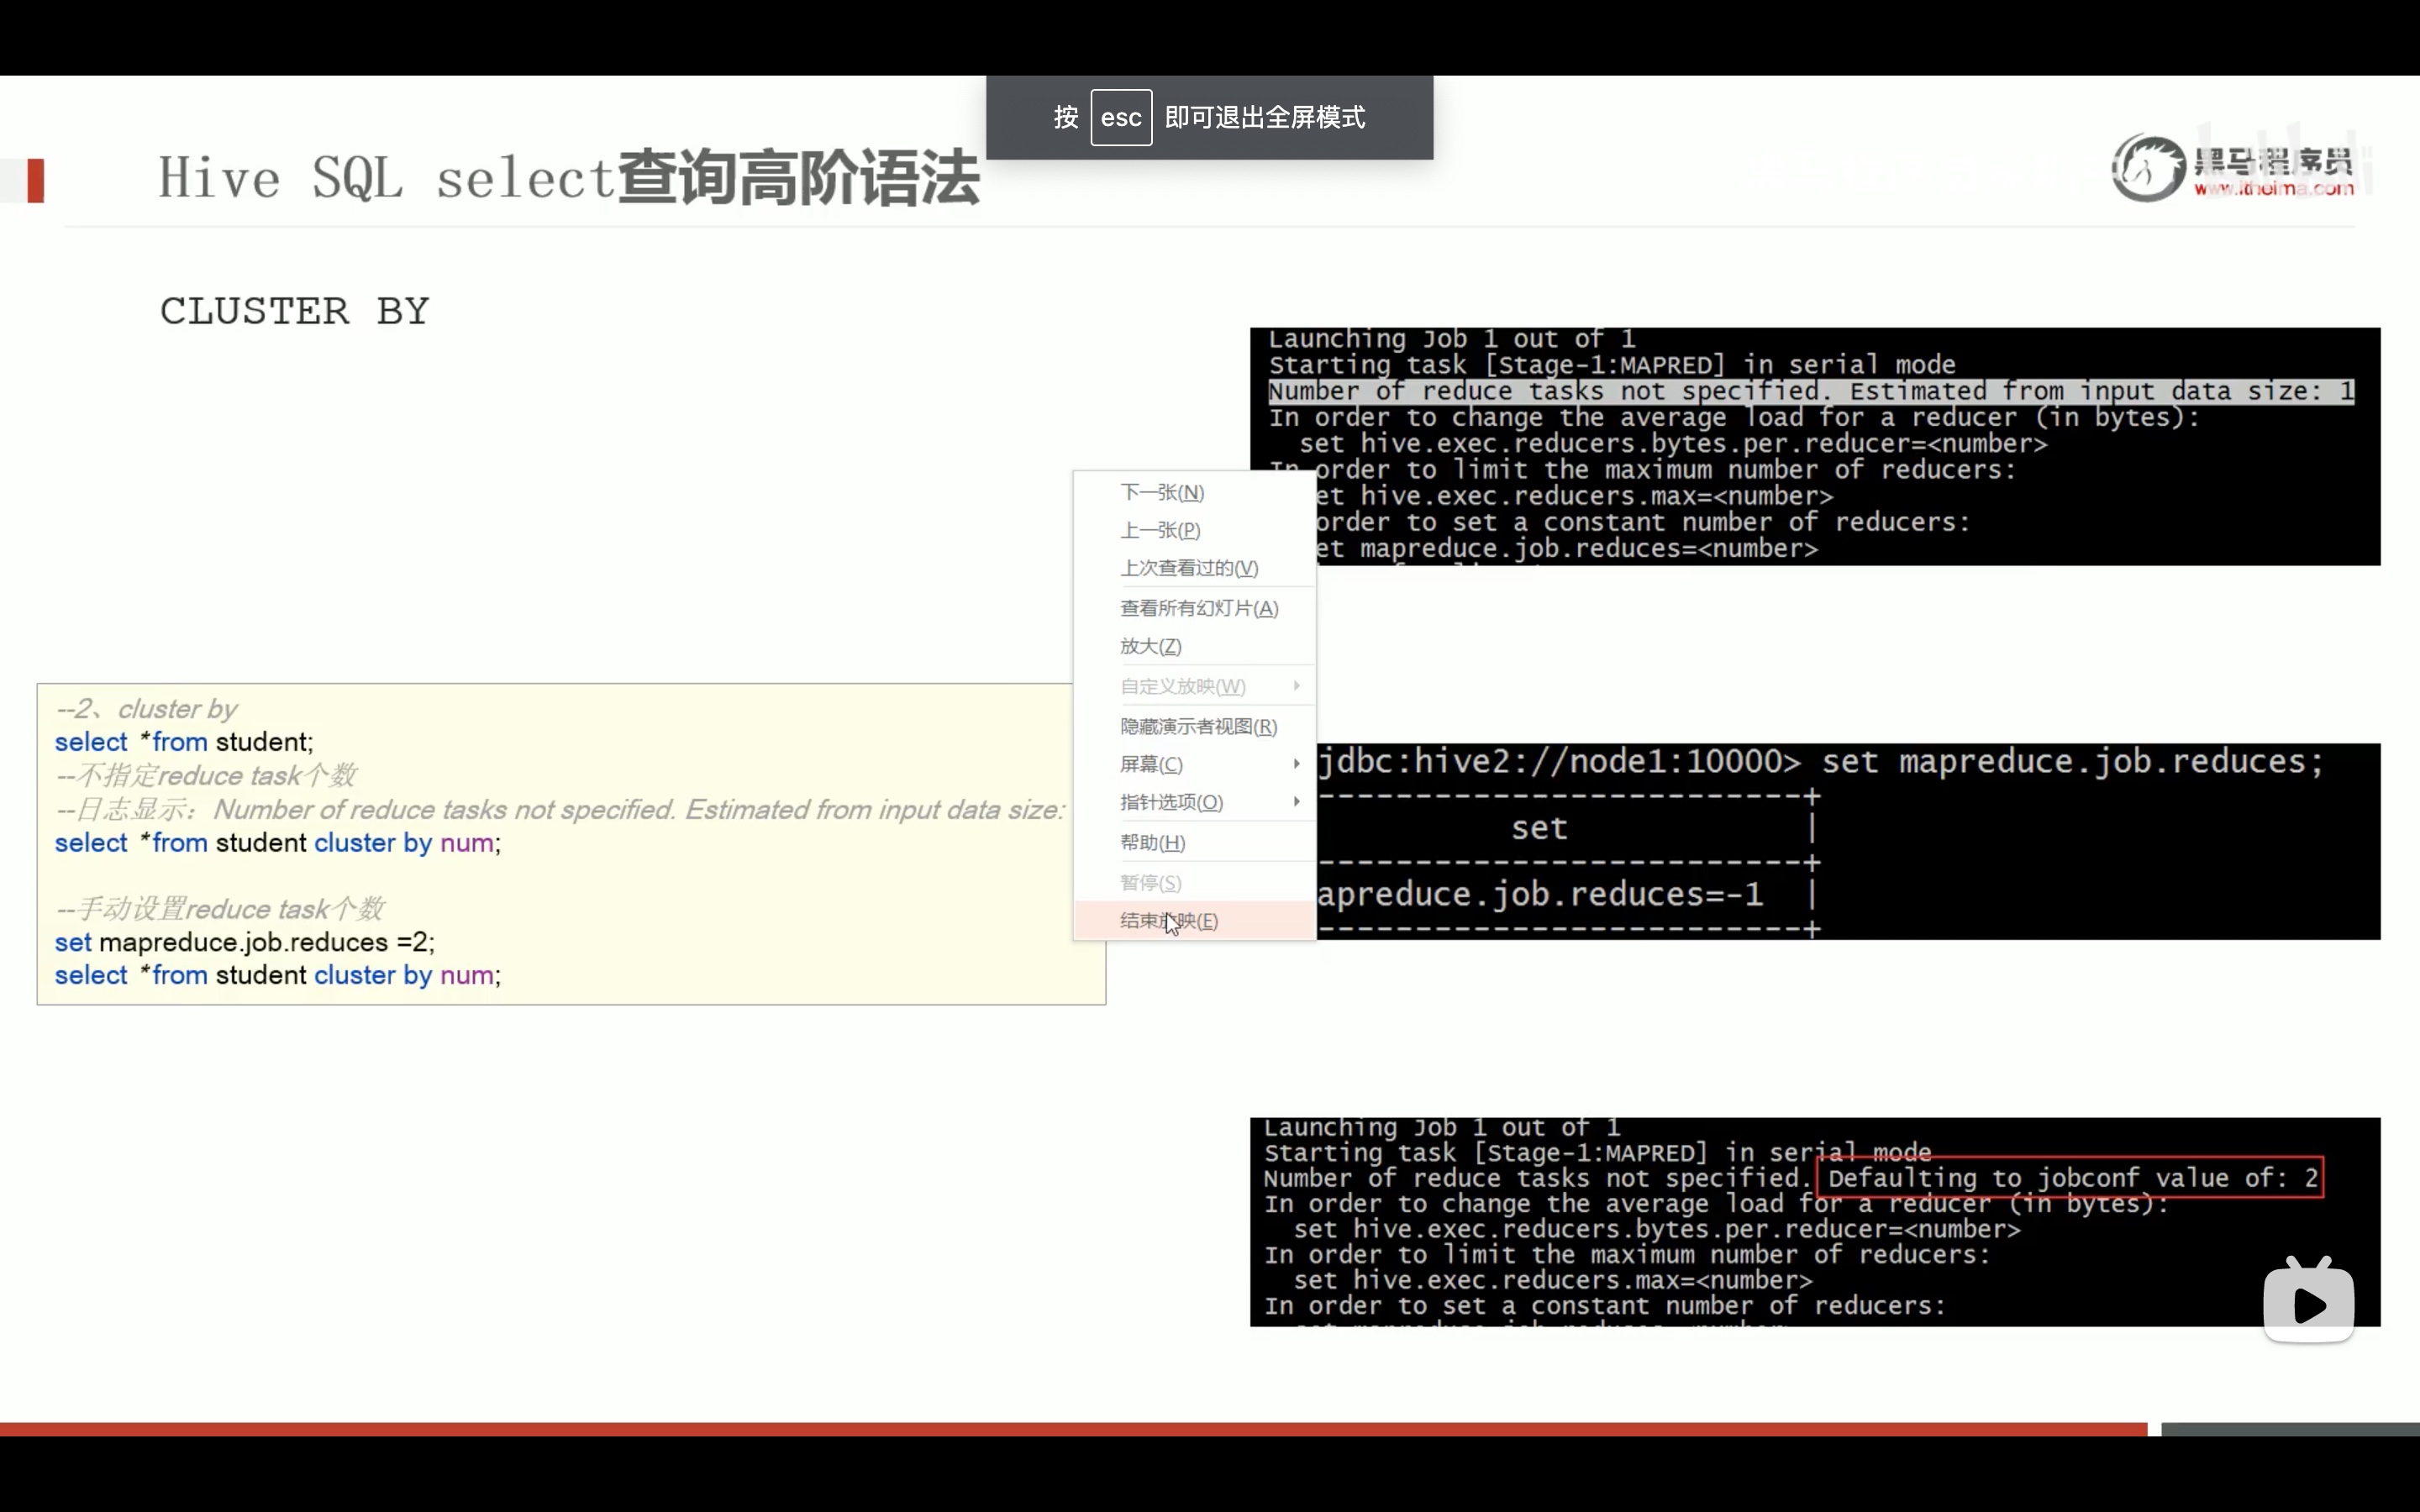 按 esc 即可退出全屏模式
Hive SQL select查询高阶语法
黑马程序员
www.itheima.com
CLUSTER BY
Launching Job 1 out of 1
Starting task [Stage-1:MAPRED] in serial mode
Number of reduce tasks not specified. Estimated from input data size: 1
In order to change the average load for a reducer (in bytes):
set hive.exec.reducers.bytes.per.reducer=<number>
In order to limit the maximum number of reducers:
et hive.exec.reducers.max=<number>
order to set a constant number of reducers:
et mapreduce.job.reduces=<number>
下一张(N)
上一张(P)
上次查看过的(V)
查看所有幻灯片(A)
放大(Z)
自定义放映(W)
隐藏演示者视图(R)
屏幕(C)
指针选项(O)
帮助(H)
暂停(S)
结束放映(E)
--2、cluster by
select *from student;
--不指定reduce task个数
--日志显示：Number of reduce tasks not specified. Estimated from input data size:
select *from student cluster by num;
--手动设置reduce task个数
set mapreduce.job.reduces =2;
select *from student cluster by num;
jdbc:hive2://node1:10000> set mapreduce.job.reduces;
-------------------------+
set |
-------------------------+
apreduce.job.reduces=-1 |
-------------------------+
Launching Job 1 out of 1
Starting task [Stage-1:MAPRED] in serial mode
Number of reduce tasks not specified. Defaulting to jobconf value of: 2
In order to change the average load for a reducer (in bytes):
set hive.exec.reducers.bytes.per.reducer=<number>
In order to limit the maximum number of reducers:
set hive.exec.reducers.max=<number>
In order to set a constant number of reducers: